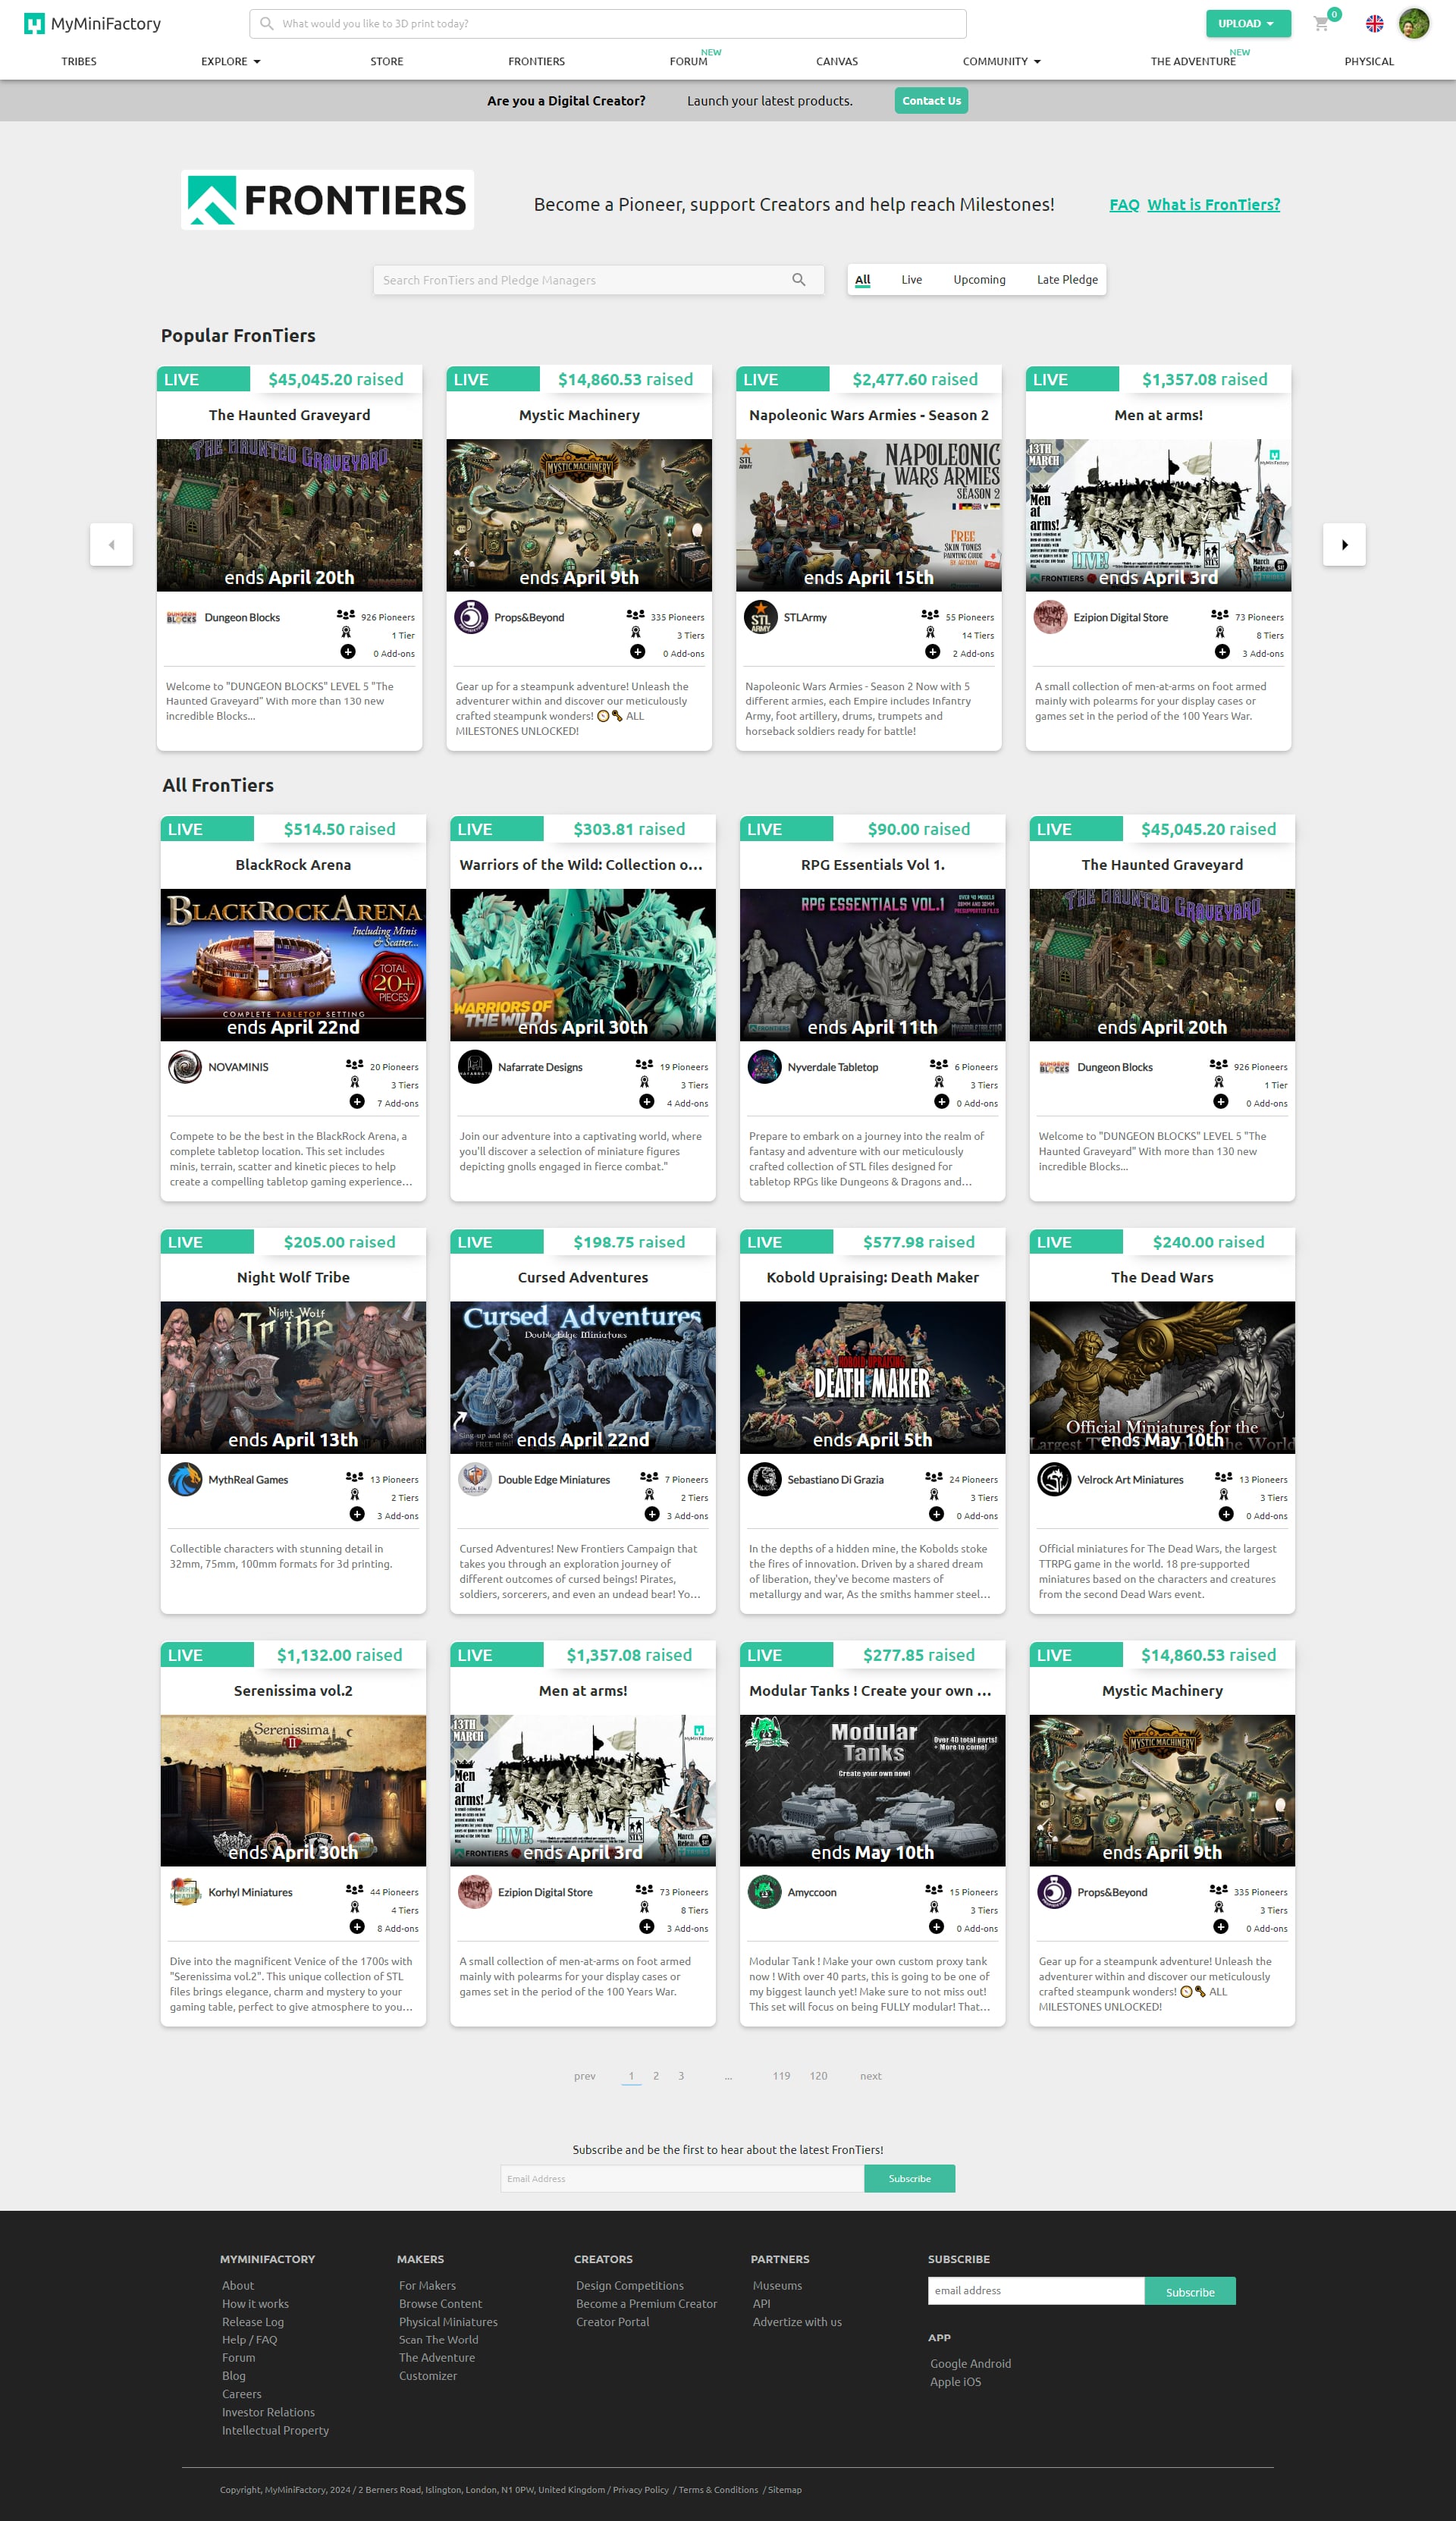 MyMiniFactory
What would you like to 3D print today?
UPLOAD
0
TRIBES
EXPLORE
STORE
FRONTIERS
FORUM
NEW
CANVAS
COMMUNITY
THE ADVENTURE
NEW
PHYSICAL
Are you a Digital Creator?
Launch your latest products.
Contact Us
FRONTIERS
Become a Pioneer, support Creators and help reach Milestones!
FAQ
What is FronTiers?
Search FronTiers and Pledge Managers
All
Live
Upcoming
Late Pledge
Popular FronTiers
LIVE
$45,045.20 raised
The Haunted Graveyard
THE HAUNTED GRAVEYARD
ends April 20th
DUNGEON BLOCKS
Dungeon Blocks
926 Pioneers
1 Tier
0 Add-ons
Welcome to "DUNGEON BLOCKS" LEVEL 5 "The
Haunted Graveyard" With more than 130 new
incredible Blocks...
LIVE
$14,860.53 raised
Mystic Machinery
MYSTIC MACHINERY
ends April 9th
Props&Beyond
335 Pioneers
3 Tiers
0 Add-ons
Gear up for a steampunk adventure! Unleash the
adventurer within and discover our meticulously
crafted steampunk wonders! ALL
MILESTONES UNLOCKED!
LIVE
$2,477.60 raised
Napoleonic Wars Armies - Season 2
STL ARMY
NAPOLEONIC
WARS ARMIES
SEASON 2
FREE
SKIN TONES
PAINTING GUIDE
ends April 15th
STL ARMY
STLArmy
55 Pioneers
14 Tiers
2 Add-ons
Napoleonic Wars Armies - Season 2 Now with 5
different armies, each Empire includes Infantry
Army, foot artillery, drums, trumpets and
horseback soldiers ready for battle!
LIVE
$1,357.08 raised
Men at arms!
13TH
MARCH
MyMiniFactory
Men
at
arms!
LIVE!
March
Release
FRONTIERS
ends April 3rd
Ezipion Digital Store
73 Pioneers
8 Tiers
3 Add-ons
A small collection of men-at-arms on foot armed
mainly with polearms for your display cases or
games set in the period of the 100 Years War.
All FronTiers
LIVE
$514.50 raised
BlackRock Arena
BLACKROCK ARENA
Including Minis
& Scatter...
TOTAL
20+
PIECES
COMPLETE TABLETOP SETTING
ends April 22nd
NOVAMINIS
20 Pioneers
3 Tiers
7 Add-ons
Compete to be the best in the BlackRock Arena, a
complete tabletop location. This set includes
minis, terrain, scatter and kinetic pieces to help
create a compelling tabletop gaming experience...
LIVE
$303.81 raised
Warriors of the Wild: Collection o...
WARRIORS OF
THE WILD
ends April 30th
Nafarrate Designs
19 Pioneers
3 Tiers
4 Add-ons
Join our adventure into a captivating world, where
you'll discover a selection of miniature figures
depicting gnolls engaged in fierce combat."
LIVE
$90.00 raised
RPG Essentials Vol 1.
RPG ESSENTIALS VOL.1
OVER 40 MODELS
PRESUPPORTED FILES
FRONTIERS
ends April 11th
Nyverdale Tabletop
6 Pioneers
3 Tiers
0 Add-ons
Prepare to embark on a journey into the realm of
fantasy and adventure with our meticulously
crafted collection of STL files designed for
tabletop RPGs like Dungeons & Dragons and...
LIVE
$45,045.20 raised
The Haunted Graveyard
THE HAUNTED GRAVEYARD
ends April 20th
DUNGEON BLOCKS
Dungeon Blocks
926 Pioneers
1 Tier
0 Add-ons
Welcome to "DUNGEON BLOCKS" LEVEL 5 "The
Haunted Graveyard" With more than 130 new
incredible Blocks...
LIVE
$205.00 raised
Night Wolf Tribe
Night Wolf
Tribe
ends April 13th
MythReal Games
13 Pioneers
2 Tiers
3 Add-ons
Collectible characters with stunning detail in
32mm, 75mm, 100mm formats for 3d printing.
LIVE
$198.75 raised
Cursed Adventures
Cursed Adventures
Double Edge Miniatures
Sing-up and get
FREE mini!
ends April 22nd
Double Edge Miniatures
7 Pioneers
2 Tiers
3 Add-ons
Cursed Adventures! New Frontiers Campaign that
takes you through an exploration journey of
different outcomes of cursed beings! Pirates,
soldiers, sorcerers, and even an undead bear! Yo...
LIVE
$577.98 raised
Kobold Upraising: Death Maker
KOBOLD UPRAISING
DEATH MAKER
ends April 5th
Sebastiano Di Grazia
24 Pioneers
3 Tiers
0 Add-ons
In the depths of a hidden mine, the Kobolds stoke
the fires of innovation. Driven by a shared dream
of liberation, they've become masters of
metallurgy and war, As the smiths hammer steel...
LIVE
$240.00 raised
The Dead Wars
Official Miniatures for the
Largest TTRPG in the World
ends May 10th
Velrock Art Miniatures
13 Pioneers
3 Tiers
0 Add-ons
Official miniatures for The Dead Wars, the largest
TTRPG game in the world. 18 pre-supported
miniatures based on the characters and creatures
from the second Dead Wars event.
LIVE
$1,132.00 raised
Serenissima vol.2
Serenissima
II
ends April 30th
Korhyl Miniatures
44 Pioneers
4 Tiers
8 Add-ons
Dive into the magnificent Venice of the 1700s with
"Serenissima vol.2". This unique collection of STL
files brings elegance, charm and mystery to your
gaming table, perfect to give atmosphere to you...
LIVE
$1,357.08 raised
Men at arms!
13TH
MARCH
MyMiniFactory
Men
at
arms!
LIVE!
March
Release
FRONTIERS
ends April 3rd
Ezipion Digital Store
73 Pioneers
8 Tiers
3 Add-ons
A small collection of men-at-arms on foot armed
mainly with polearms for your display cases or
games set in the period of the 100 Years War.
LIVE
$277.85 raised
Modular Tanks ! Create your own ...
Modular
Tanks
Over 40 total parts!
+ More to come!
Create your own now!
ends May 10th
Amyccoon
15 Pioneers
3 Tiers
0 Add-ons
Modular Tank ! Make your own custom proxy tank
now ! With over 40 parts, this is going to be one of
my biggest launch yet! Make sure to not miss out!
This set will focus on being FULLY modular! That...
LIVE
$14,860.53 raised
Mystic Machinery
MYSTIC MACHINERY
ends April 9th
Props&Beyond
335 Pioneers
3 Tiers
0 Add-ons
Gear up for a steampunk adventure! Unleash the
adventurer within and discover our meticulously
crafted steampunk wonders! ALL
MILESTONES UNLOCKED!
prev 1 2 3 ... 119 120 next
Subscribe and be the first to hear about the latest FronTiers!
Email Address
Subscribe
MYMINIFACTORY
About
How it works
Release Log
Help / FAQ
Forum
Blog
Careers
Investor Relations
Intellectual Property
MAKERS
For Makers
Browse Content
Physical Miniatures
Scan The World
The Adventure
Customizer
CREATORS
Design Competitions
Become a Premium Creator
Creator Portal
PARTNERS
Museums
API
Advertize with us
SUBSCRIBE
email address
Subscribe
APP
Google Android
Apple iOS
Copyright, MyMiniFactory, 2024 / 2 Berners Road, Islington, London, N1 0PW, United Kingdom / Privacy Policy / Terms & Conditions / Sitemap